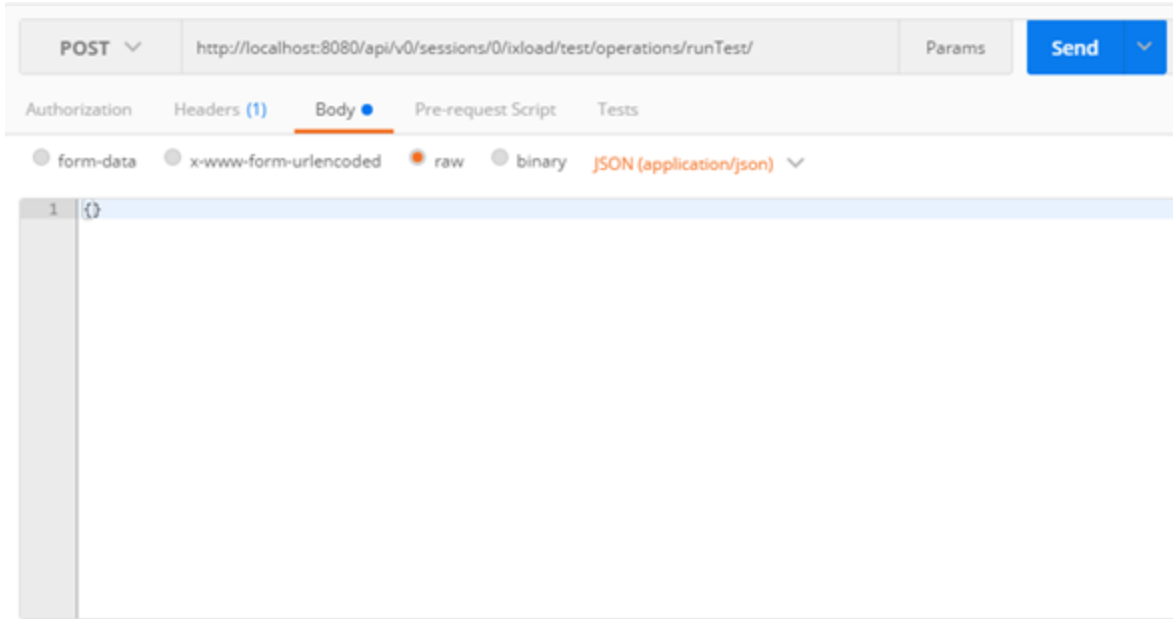 POST http://localhost:8080/api/v0/sessions/0/ixload/test/operations/runTest/ Params Send
Authorization Headers (1) Body Pre-request Script Tests
form-data x-www-form-urlencoded raw binary JSON (application/json)
1 {}